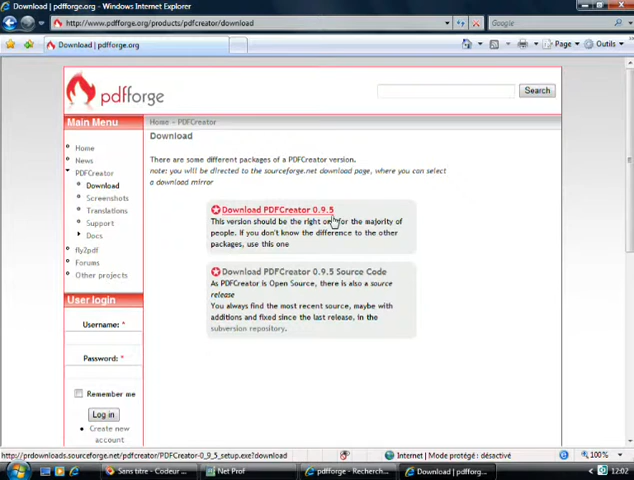 Download | pdfforge.org - Windows Internet Explorer
http://www.pdfforge.org/products/pdfcreator/download
Google
Download | pdfforge.org
Page
Outils
pdfforge
Search
Main Menu
Home
News
PDFCreator
Download
Screenshots
Translations
Support
Docs
fly2pdf
Forums
Other projects
User login
Username: *
Password: *
Remember me
Log in
Create new
account
Home - PDFCreator
Download
There are some different packages of a PDFCreator version.
note: you will be directed to the sourceforge.net download page, where you can select
a download mirror
Download PDFCreator 0.9.5
This version should be the right for the majority of
people. If you don't know the difference to the other
packages, use this one
Download PDFCreator 0.9.5 Source Code
As PDFCreator is Open Source, there is also a source
release
You always find the most recent source, maybe with
additions and fixed since the last release, in the
subversion repository.
http://prdownloads.sourceforge.net/pdfcreator/PDFCreator-0_9_5_setup.exe?download
Internet | Mode protégé : désactivé
100%
Sans titre - Codeur ...
Net Prof
pdfforge - Recherch...
Download | pdfforg...
12:02